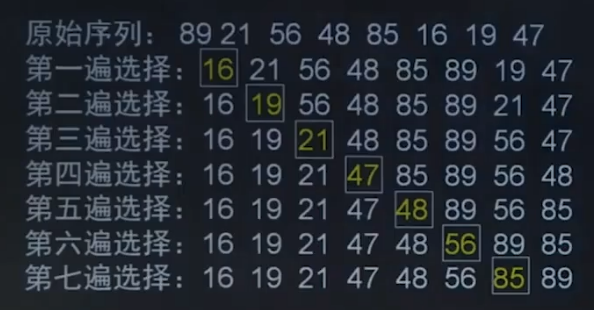 原始序列： 89 21 56 48 85 16 19 47
第一遍选择： 16 21 56 48 85 89 19 47
第二遍选择： 16 19 56 48 85 89 21 47
第三遍选择： 16 19 21 48 85 89 56 47
第四遍选择： 16 19 21 47 85 89 56 48
第五遍选择： 16 19 21 47 48 89 56 85
第六遍选择： 16 19 21 47 48 56 89 85
第七遍选择： 16 19 21 47 48 56 85 89